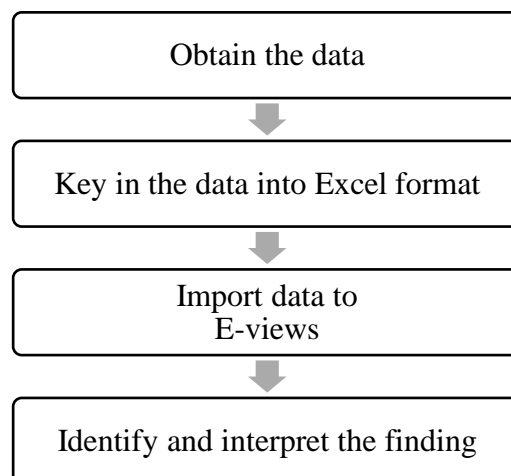 Obtain the data
Key in the data into Excel format
Import data to
E-views
Identify and interpret the finding